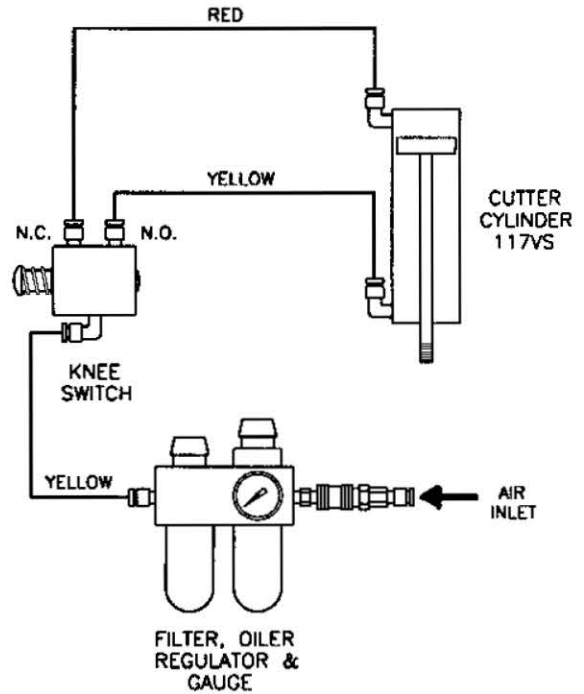 RED
YELLOW
N.C.
N.O.
CUTTER
CYLINDER
117VS
KNEE
SWITCH
YELLOW
AIR
INLET
FILTER, OILER
REGULATOR &
GAUGE